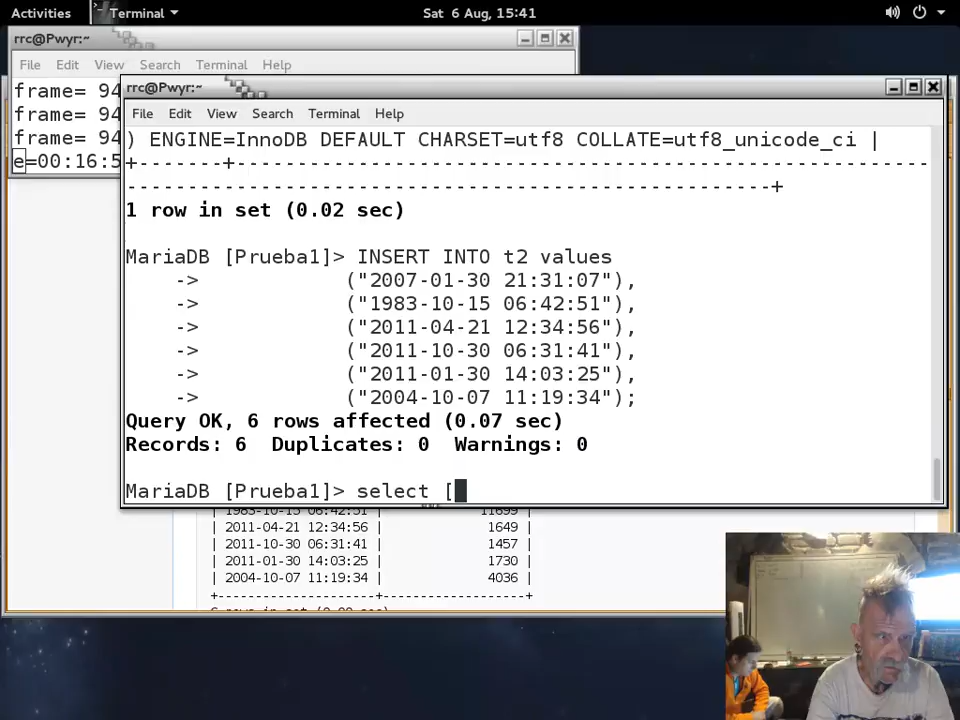 Activities
Terminal
Sat 6 Aug, 15:41
rrc@Pwyr:~
File Edit View Search Terminal Help
frame= 94
frame= 94
frame= 94
e=00:16:5
rrc@Pwyr:~
File Edit View Search Terminal Help
) ENGINE=InnoDB DEFAULT CHARSET=utf8 COLLATE=utf8_unicode_ci |
+-------+----------------------------------------------------------
-----------------------------------------------------+
1 row in set (0.02 sec)
MariaDB [Prueba1]> INSERT INTO t2 values
-> ("2007-01-30 21:31:07"),
-> ("1983-10-15 06:42:51"),
-> ("2011-04-21 12:34:56"),
-> ("2011-10-30 06:31:41"),
-> ("2011-01-30 14:03:25"),
-> ("2004-10-07 11:19:34");
Query OK, 6 rows affected (0.07 sec)
Records: 6 Duplicates: 0 Warnings: 0
MariaDB [Prueba1]> select [
| 1983-10-15 06:42:51 | 11699 |
| 2011-04-21 12:34:56 | 1649 |
| 2011-10-30 06:31:41 | 1457 |
| 2011-01-30 14:03:25 | 1730 |
| 2004-10-07 11:19:34 | 4036 |
+---------------------+-------------------+